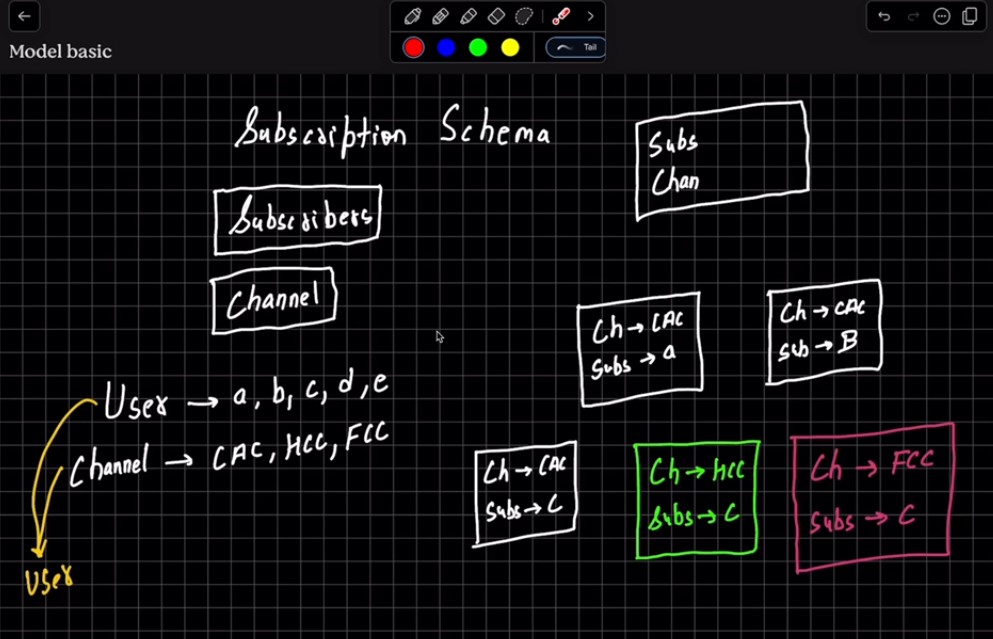 Tail
Model basic
Subscription Schema
Subs
Chan
Subscribers
Channel
Ch → CAC
Subs → a
Ch → CAC
Sub → B
User → a, b, c, d, e
Channel → CAC, HCC, FCC
Ch → CAC
Subs → C
Ch → HCC
Subs → C
Ch → FCC
Subs → C
User